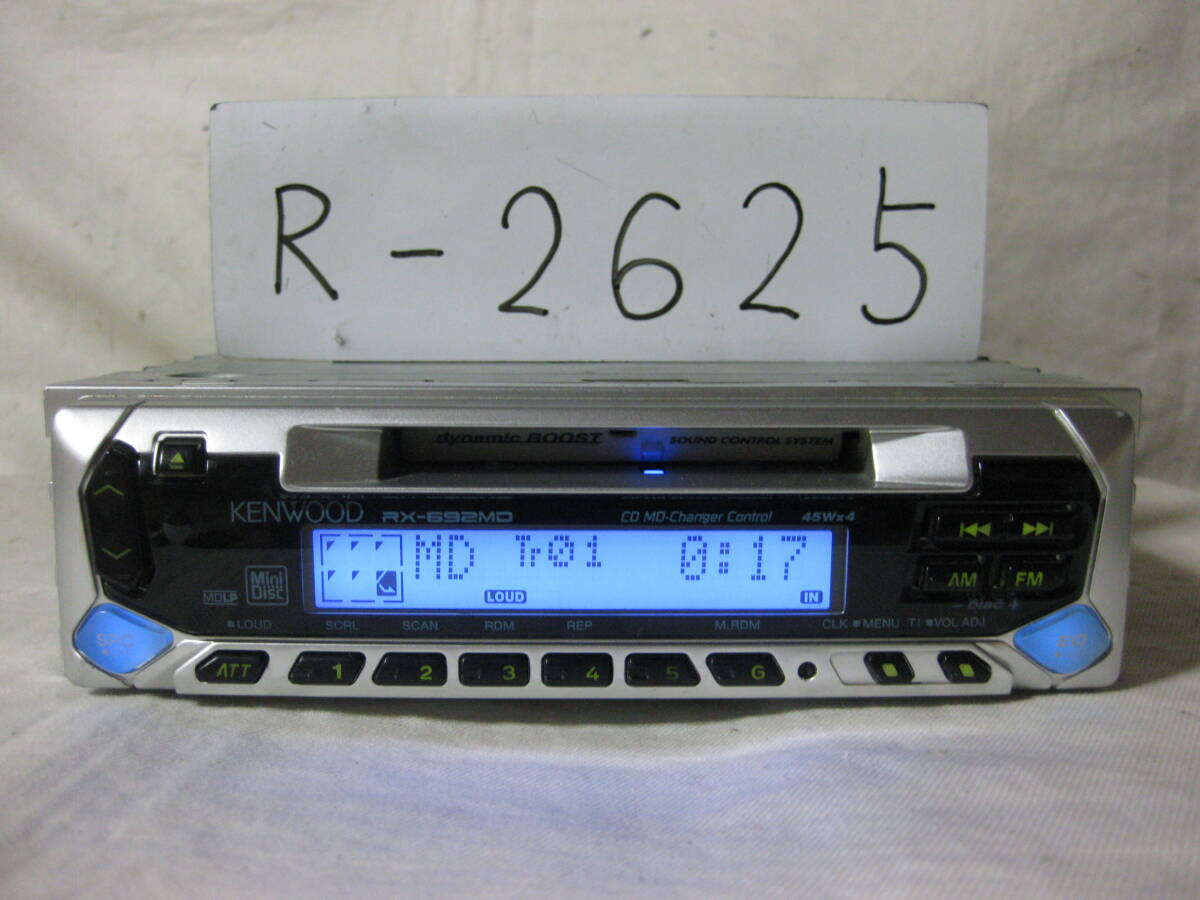 R-2625
dynamic BOOST SOUND CONTROL SYSTEM
KENWOOD RX-692MD CD MD-Changer Control 45Wx4
MD Tr01 0:17
LOUD IN
MDLP Mini Disc
AM FM
- Disc +
LOUD SCRL SCAN RDM REP M.RDM CLK MENU TI VOL ADJ
SRC
ATT 1 2 3 4 5 6